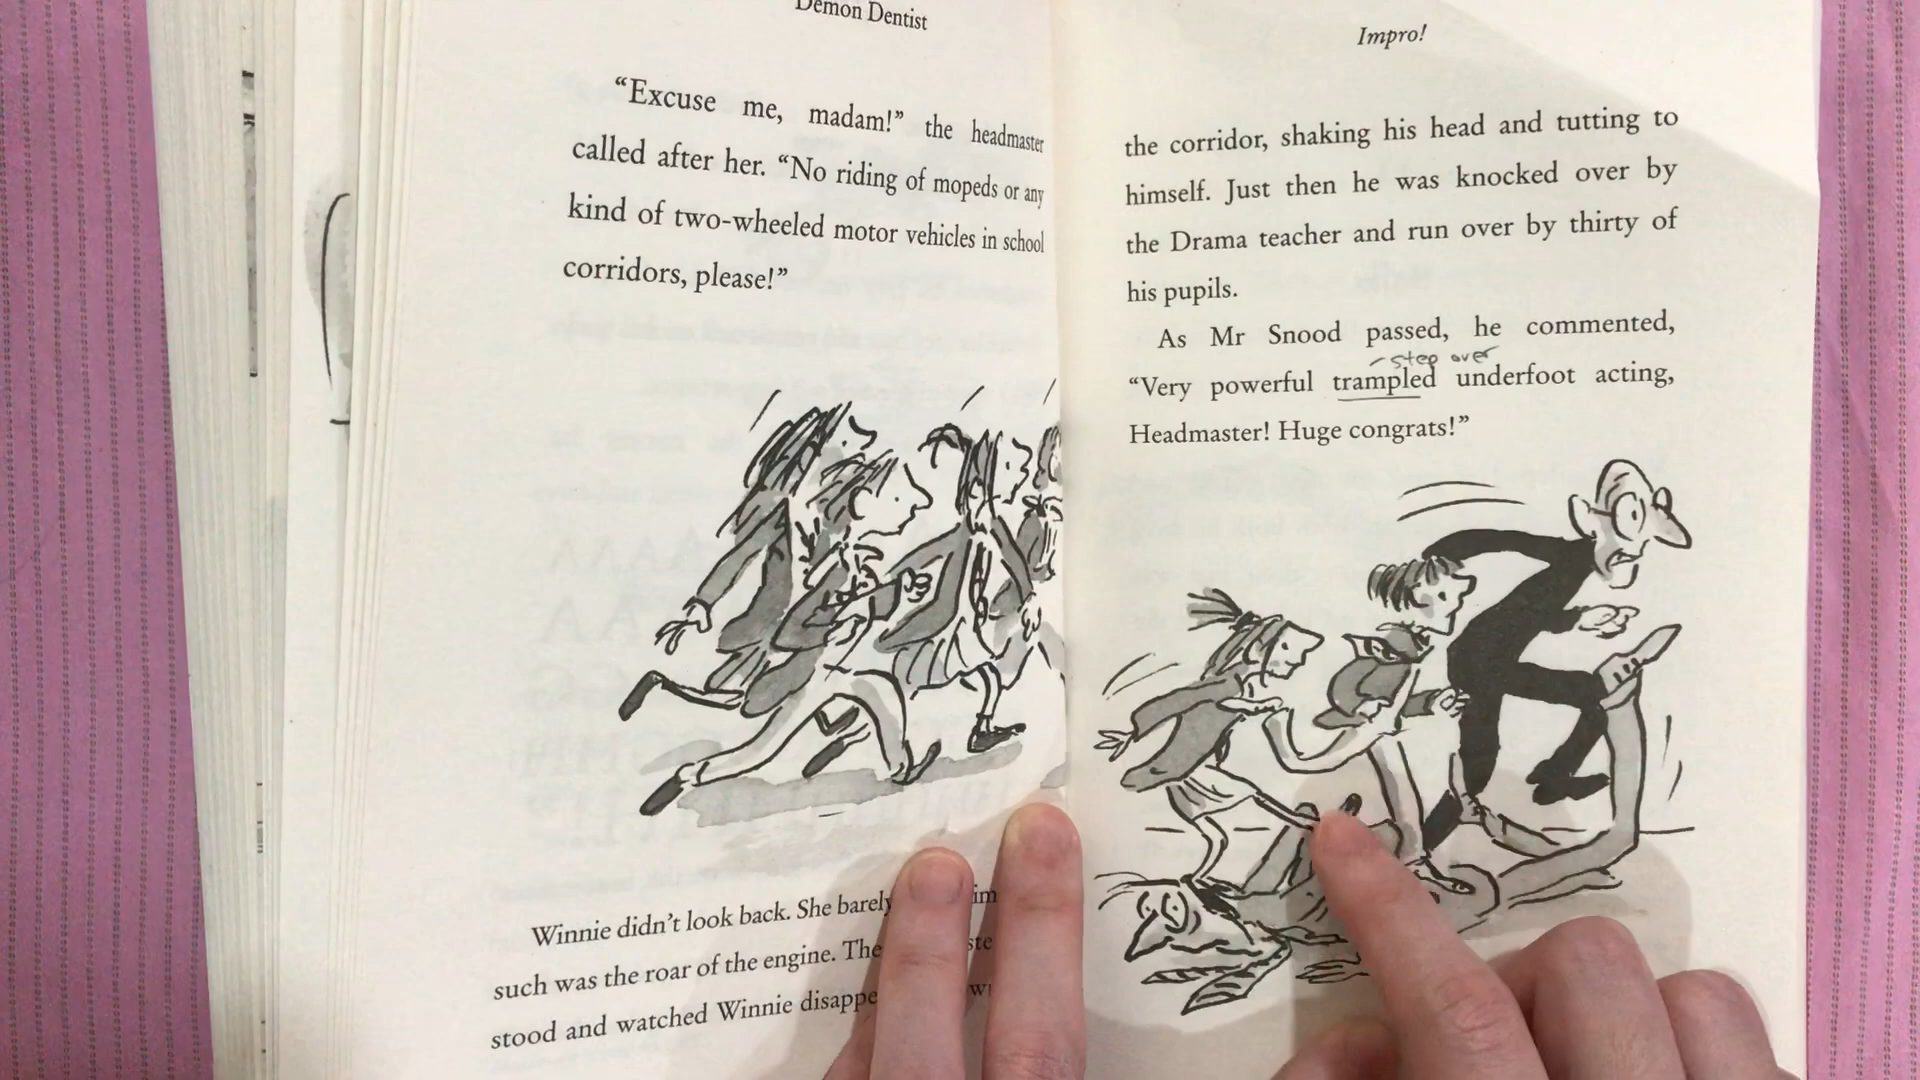 Demon Dentist
“Excuse me, madam!” the headmaster
called after her. “No riding of mopeds or any
kind of two-wheeled motor vehicles in school
corridors, please!”
Winnie didn’t look back. She barely
such was the roar of the engine. The
stood and watched Winnie
Impro!
the corridor, shaking his head and tutting to
himself. Just then he was knocked over by
the Drama teacher and run over by thirty of
his pupils.
As Mr Snood passed, he commented,
step over
“Very powerful trampled underfoot acting,
Headmaster! Huge congrats!”